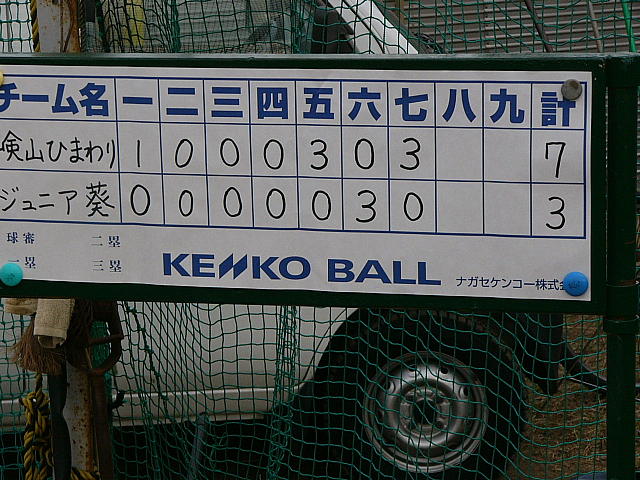 チーム名 一 二 三 四 五 六 七 八 九 計
険山ひまわり 1 0 0 0 3 0 3 7
ジュニア葵 0 0 0 0 0 3 0 3
球審 二塁
一塁 三塁
KENKO BALL ナガセケンコー株式